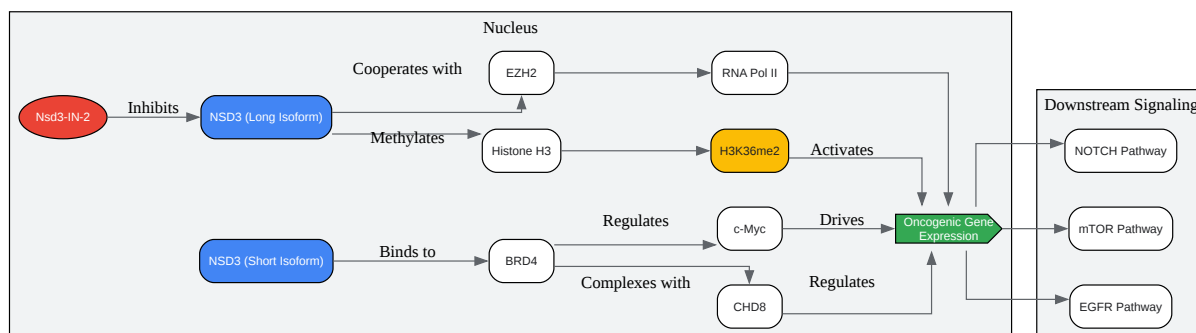 Nucleus
Cooperates with
EZH2
RNA Pol II
Nsd3-IN-2
Inhibits
NSD3 (Long Isoform)
Methylates
Histone H3
H3K36me2
Activates
Downstream Signaling
NOTCH Pathway
Regulates
c-Myc
Drives
Oncogenic Gene
Expression
mTOR Pathway
NSD3 (Short Isoform)
Binds to
BRD4
Complexes with
CHD8
Regulates
EGFR Pathway